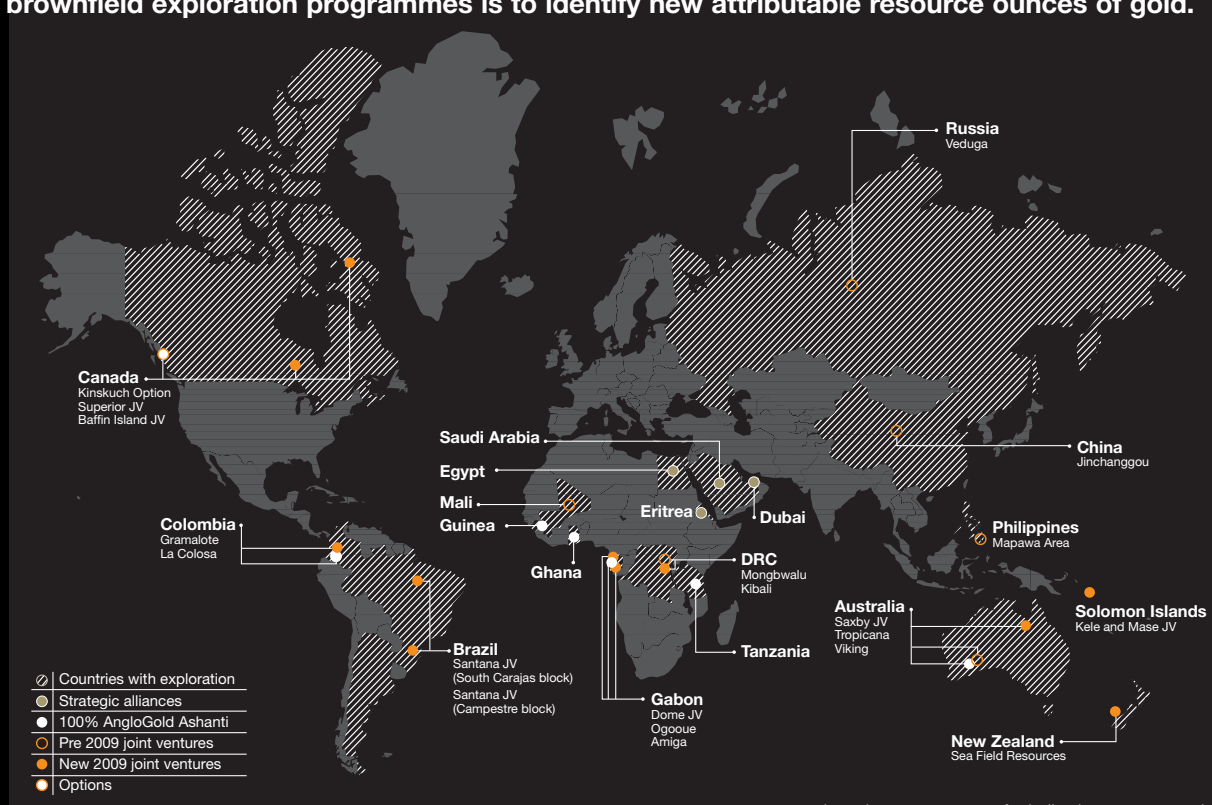 brownfield exploration programmes is to identify new attributable resource ounces of gold.
Russia
Veduga
Canada
Kinskuch Option
Superior JV
Baffin Island JV
Saudi Arabia
China
Jinchanggou
Egypt
Mali
Eritrea
Dubai
Guinea
Colombia
Gramalote
La Colosa
Philippines
Mapawa Area
Ghana
DRC
Mongbwalu
Kibali
Australia
Saxby JV
Tropicana
Viking
Solomon Islands
Kele and Mase JV
Brazil
Santana JV
(South Carajas block)
Santana JV
(Campestre block)
Tanzania
Gabon
Dome JV
Ogooue
Amiga
New Zealand
Sea Field Resources
Countries with exploration
Strategic alliances
100% AngloGold Ashanti
Pre 2009 joint ventures
New 2009 joint ventures
Options